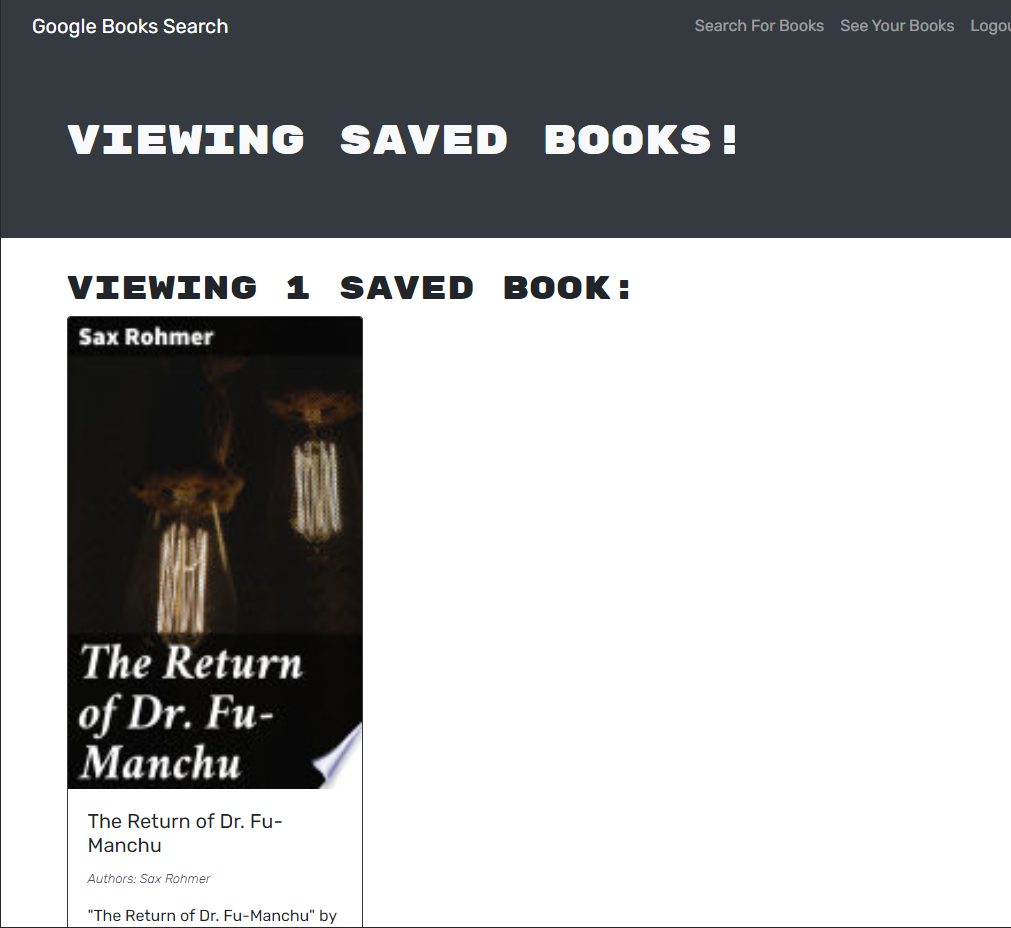 Google Books Search
Search For Books See Your Books Logou
VIEWING SAVED BOOKS!
VIEWING 1 SAVED BOOK:
Sax Rohmer
The Return
of Dr. Fu-
Manchu
The Return of Dr. Fu-
Manchu
Authors: Sax Rohmer
"The Return of Dr. Fu-Manchu" by